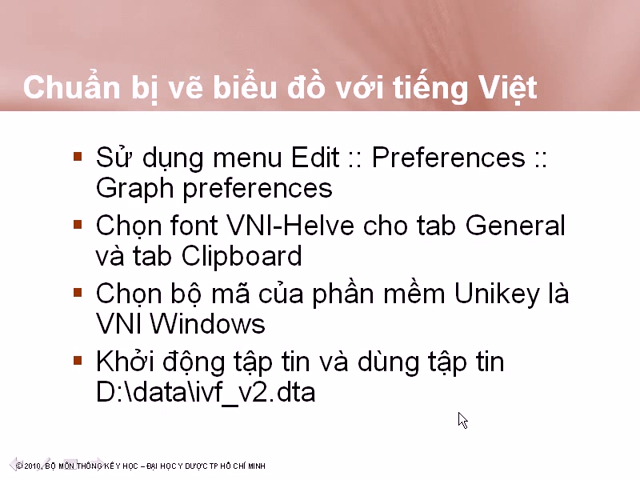 Chuẩn bị vẽ biểu đồ với tiếng Việt
Sử dụng menu Edit :: Preferences ::
Graph preferences
Chọn font VNI-Helve cho tab General
và tab Clipboard
Chọn bộ mã của phần mềm Unikey là
VNI Windows
Khởi động tập tin và dùng tập tin
D:\data\ivf_v2.dta
© 2010, BỘ MÔN THỐNG KÊ Y HỌC – ĐẠI HỌC Y DƯỢC TP HỒ CHÍ MINH